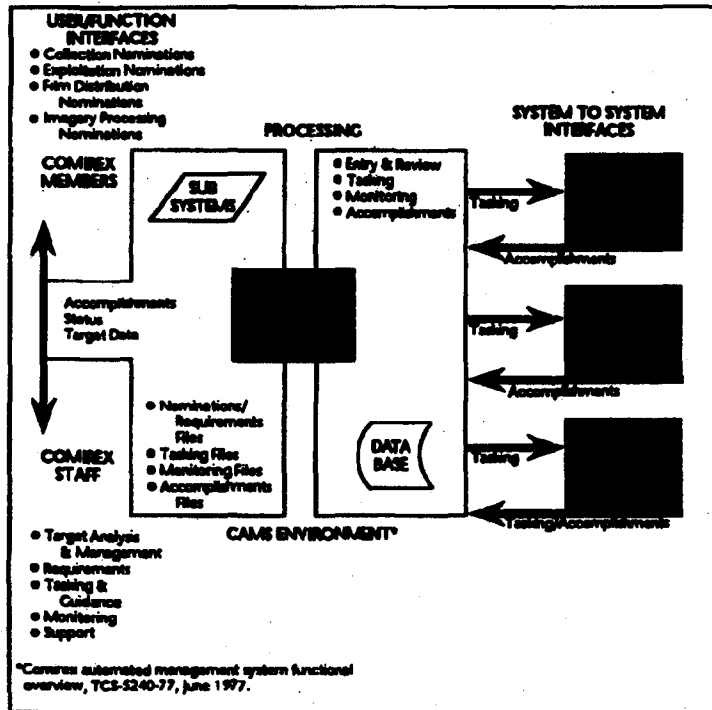 USER/FUNCTION
INTERFACES
● Collection Nominations
● Exploitation Nominations
● Film Distribution
Nominations
● Imagery Processing
Nominations
COMIREX
MEMBERS
Accomplishments
Status
Target Data
COMIREX
STAFF
● Target Analysis
& Management
● Requirements
● Tasking &
Guidance
● Monitoring
● Support
PROCESSING
SUB
SYSTEMS
● Nominations/
Requirements
Files
● Tasking Files
● Monitoring Files
● Accomplishments
Files
● Entry & Review
● Tasking
● Monitoring
● Accomplishments
DATA
BASE
CAMS ENVIRONMENT*
SYSTEM TO SYSTEM
INTERFACES
Tasking
Accomplishments
Tasking
Accomplishments
Tasking
Tasking/Accomplishments
*Comirex automated management system functional
overview, TCS-5240-77, June 1977.